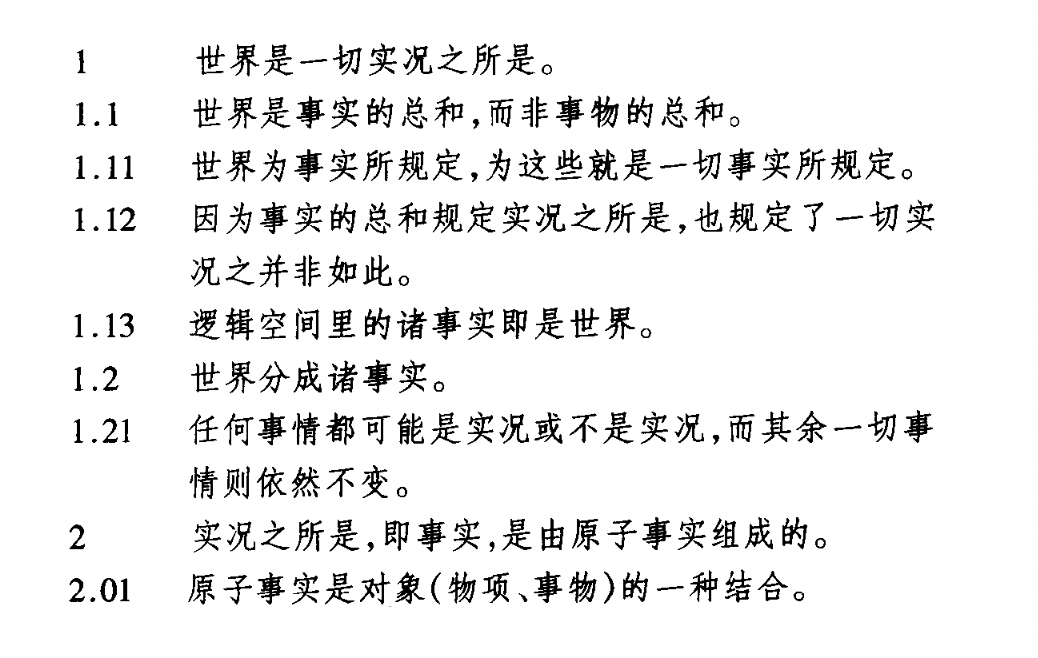 1 世界是一切实况之所是。
1.1 世界是事实的总和,而非事物的总和。
1.11 世界为事实所规定,为这些就是一切事实所规定。
1.12 因为事实的总和规定实况之所是,也规定了一切实
况之并非如此。
1.13 逻辑空间里的诸事实即是世界。
1.2 世界分成诸事实。
1.21 任何事情都可能是实况或不是实况,而其余一切事
情则依然不变。
2 实况之所是,即事实,是由原子事实组成的。
2.01 原子事实是对象(物项、事物)的一种结合。